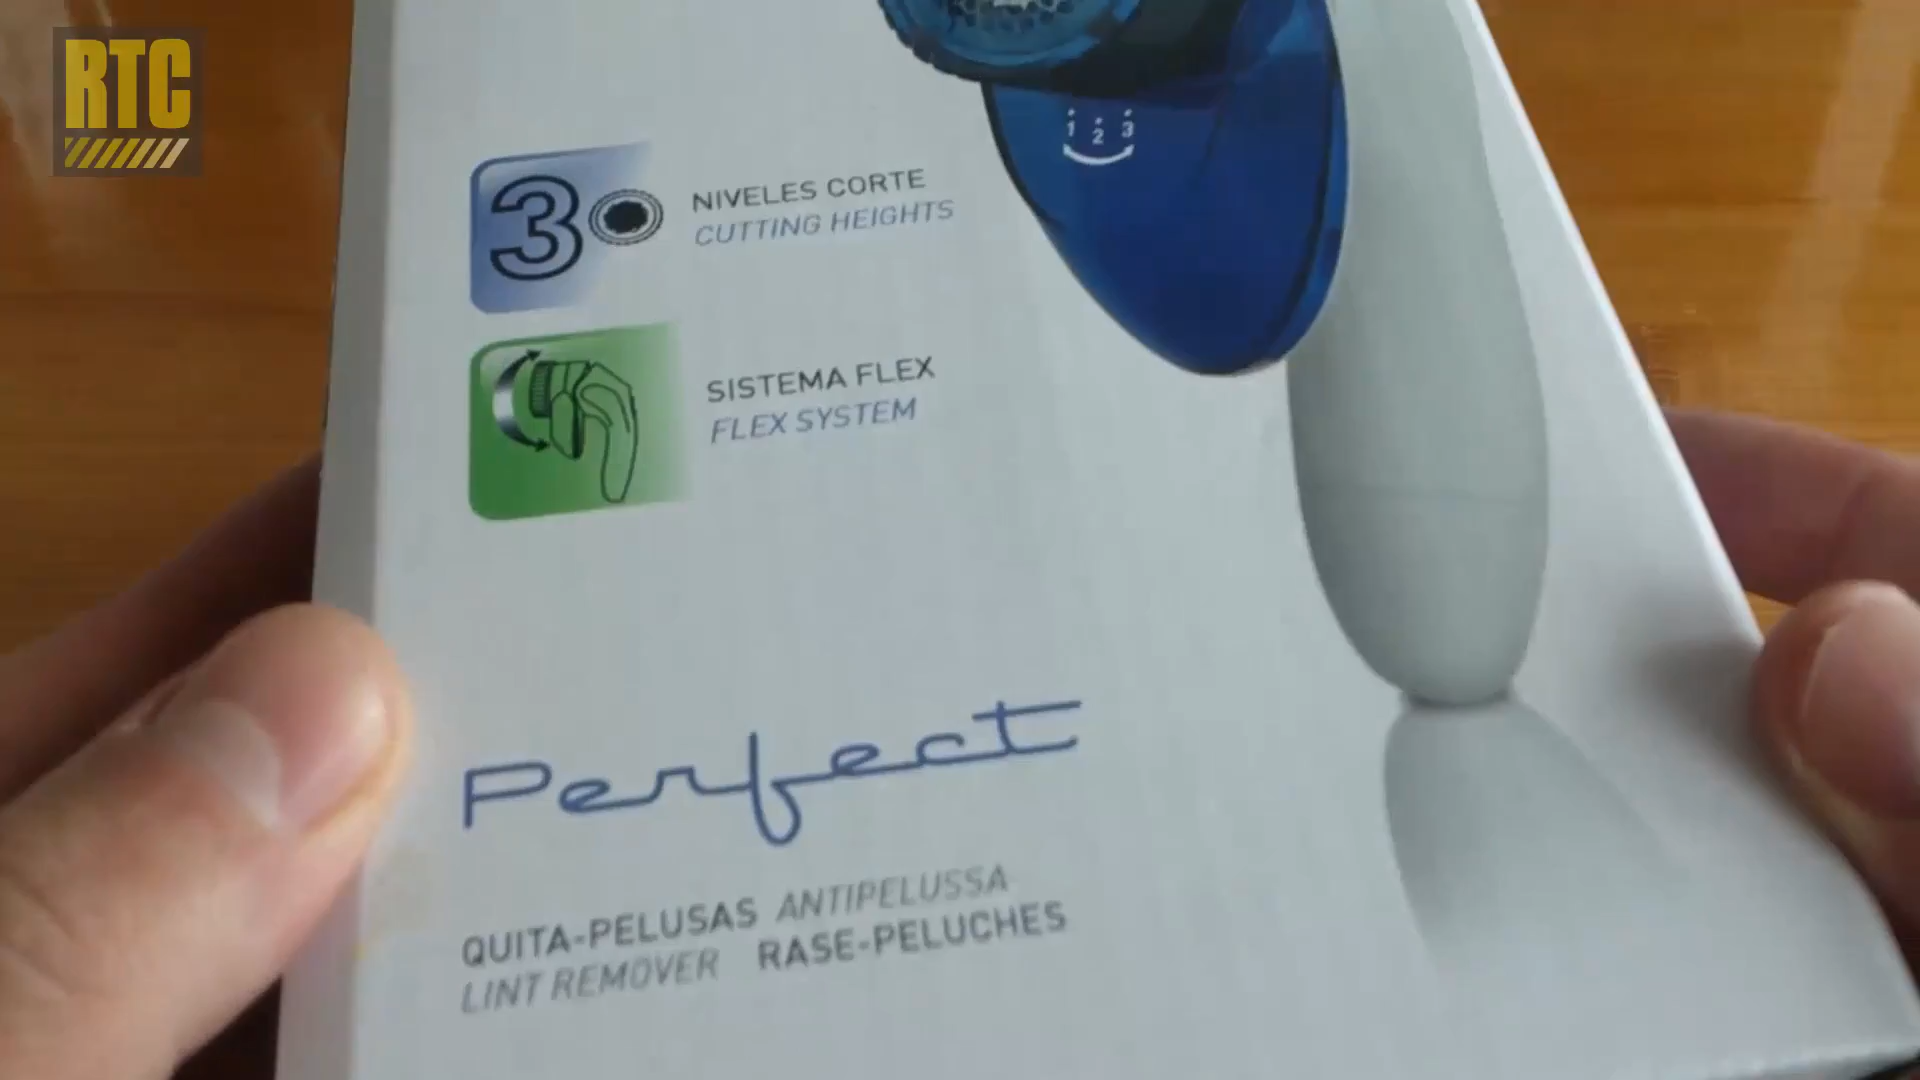 RTC
1 2 3
3
NIVELES CORTE
CUTTING HEIGHTS
SISTEMA FLEX
FLEX SYSTEM
Perfect
QUITA-PELUSAS ANTIPELUSSA
LINT REMOVER RASE-PELUCHES